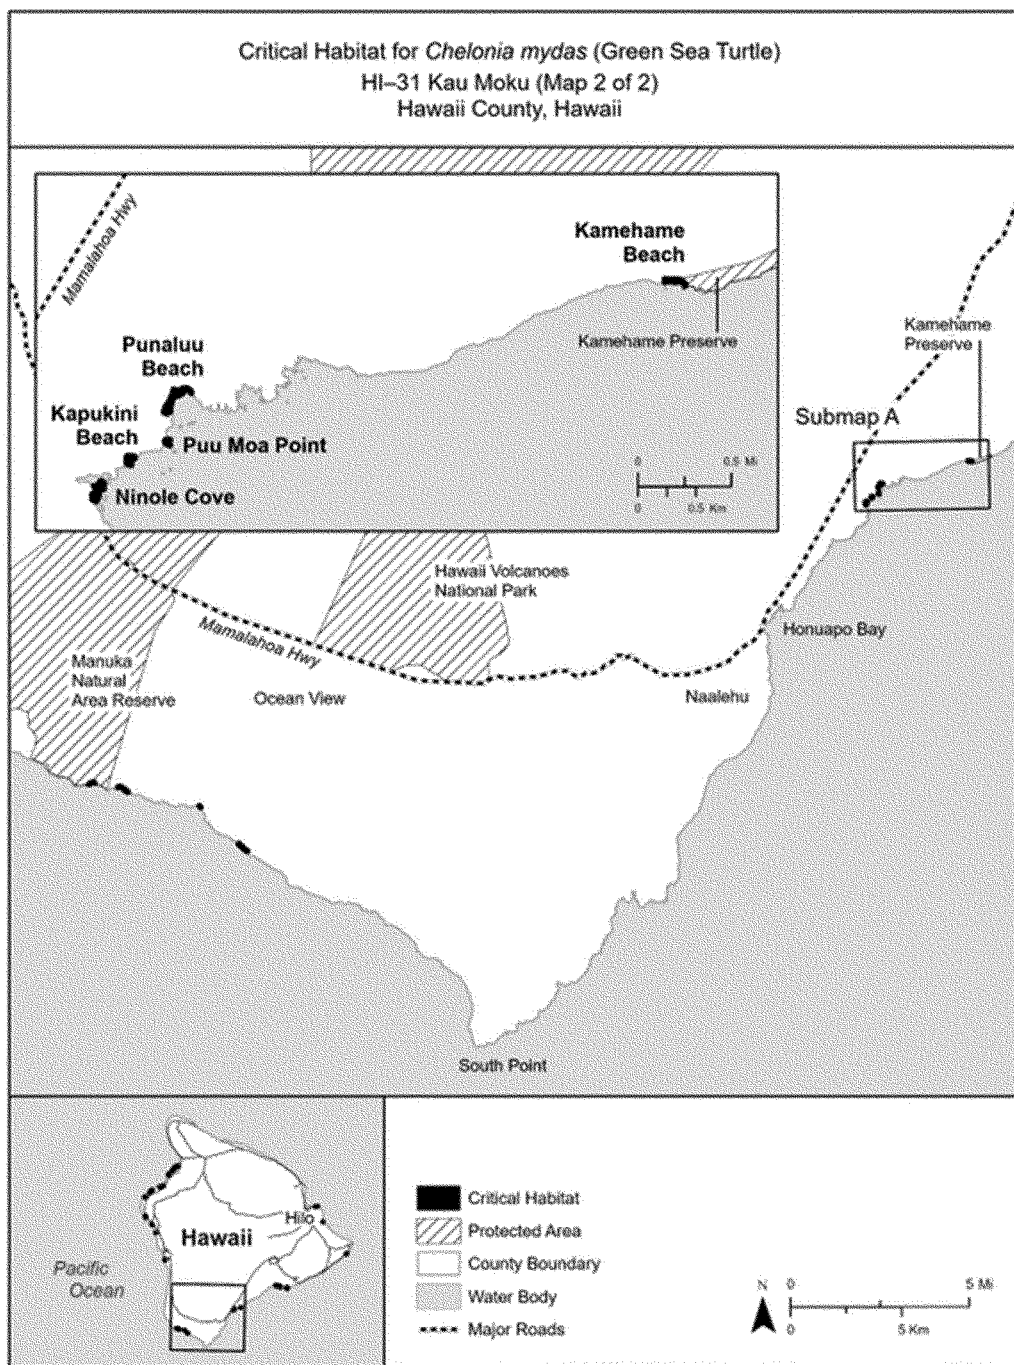 Critical Habitat for Chelonia mydas (Green Sea Turtle)
HI–31 Kau Moku (Map 2 of 2)
Hawaii County, Hawaii
Mamalahoa Hwy
Kamehame
Beach
Kamehame Preserve
Punaluu
Beach
Kapukini
Beach
Puu Moa Point
Ninole Cove
0 0.5 Mi
0 0.5 Km
Kamehame
Preserve
Submap A
Hawaii Volcanoes
National Park
Mamalahoa Hwy
Honuapo Bay
Manuka
Natural
Area Reserve
Ocean View
Naalehu
South Point
Hilo
Hawaii
Pacific
Ocean
Critical Habitat
Protected Area
County Boundary
Water Body
Major Roads
N
0 5 Mi
0 5 Km